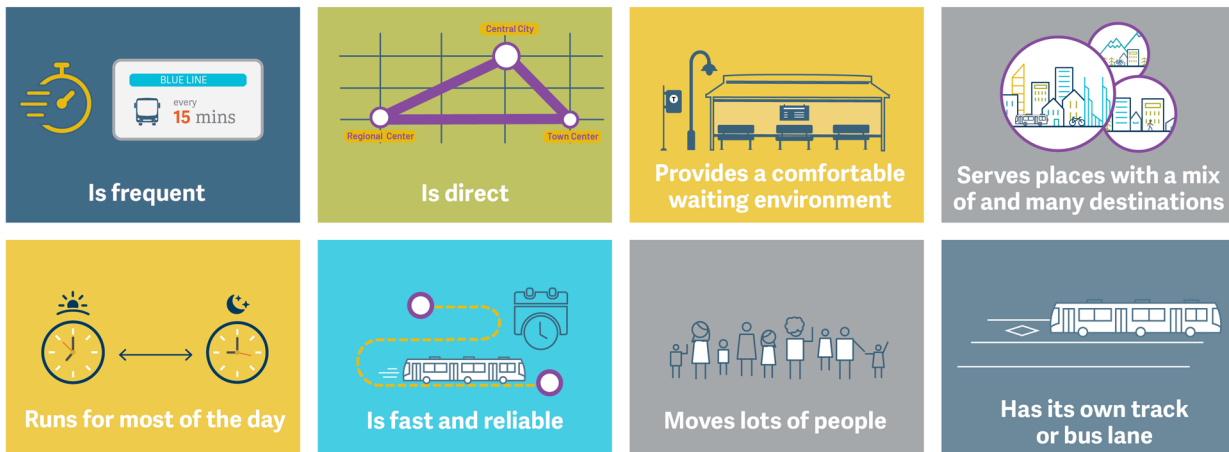 BLUE LINE
every
15 mins
Is frequent
Central City
Regional Center
Town Center
Is direct
T
Provides a comfortable
waiting environment
Serves places with a mix
of and many destinations
Runs for most of the day
Is fast and reliable
Moves lots of people
Has its own track
or bus lane